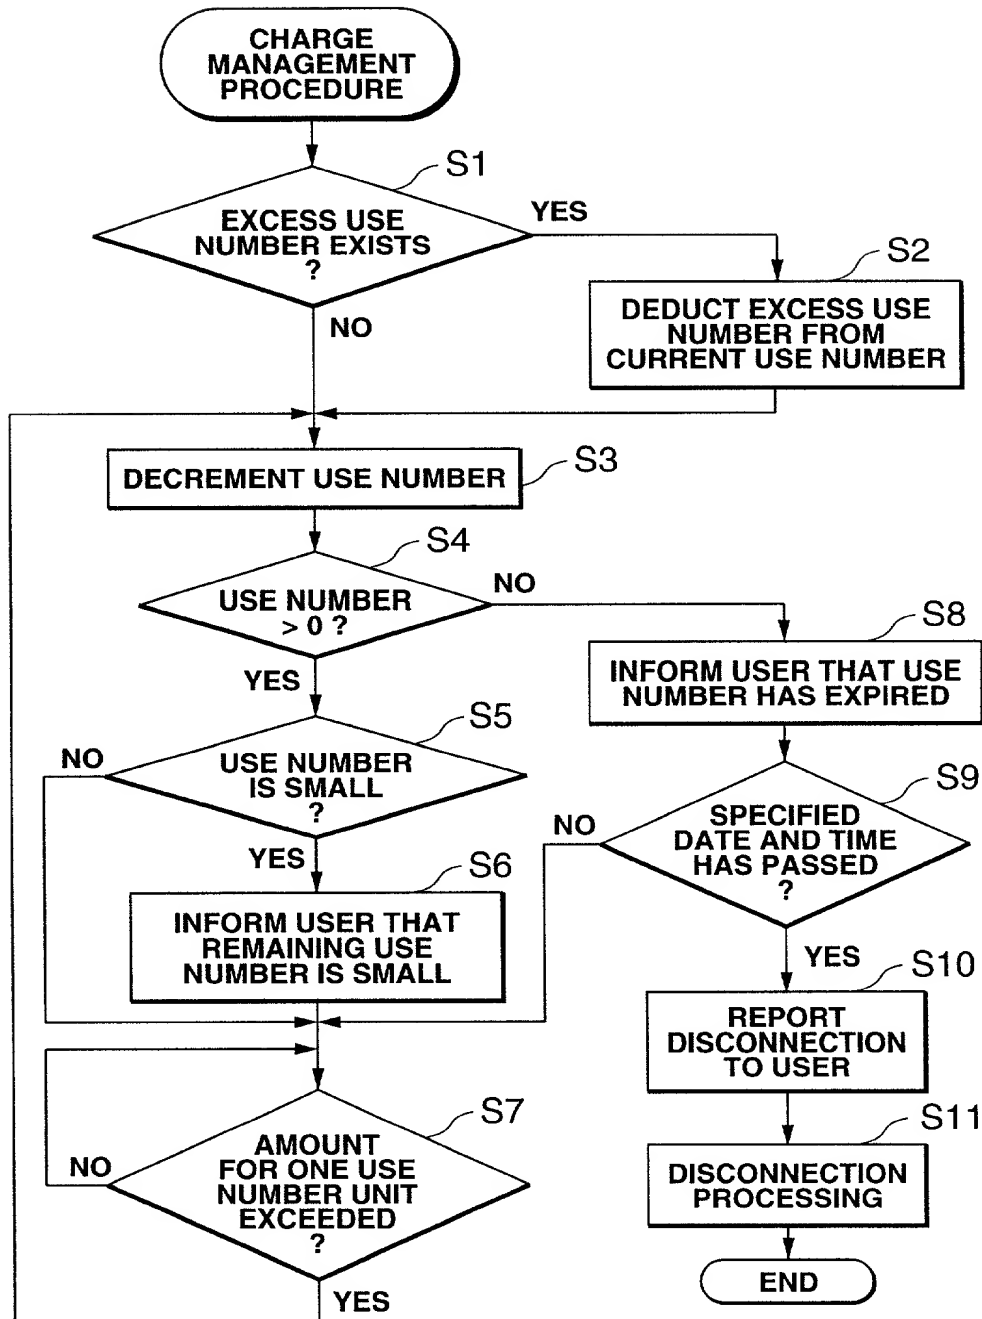 CHARGE
MANAGEMENT
PROCEDURE
S1
EXCESS USE
NUMBER EXISTS
?
YES
NO
S2
DEDUCT EXCESS USE
NUMBER FROM
CURRENT USE NUMBER
S3
DECREMENT USE NUMBER
S4
USE NUMBER
> 0 ?
NO
YES
S8
INFORM USER THAT USE
NUMBER HAS EXPIRED
S5
USE NUMBER
IS SMALL
?
NO
YES
S9
SPECIFIED
DATE AND TIME
HAS PASSED
?
NO
YES
S6
INFORM USER THAT
REMAINING USE
NUMBER IS SMALL
S10
REPORT
DISCONNECTION
TO USER
S7
AMOUNT
FOR ONE USE
NUMBER UNIT
EXCEEDED
?
NO
YES
S11
DISCONNECTION
PROCESSING
END